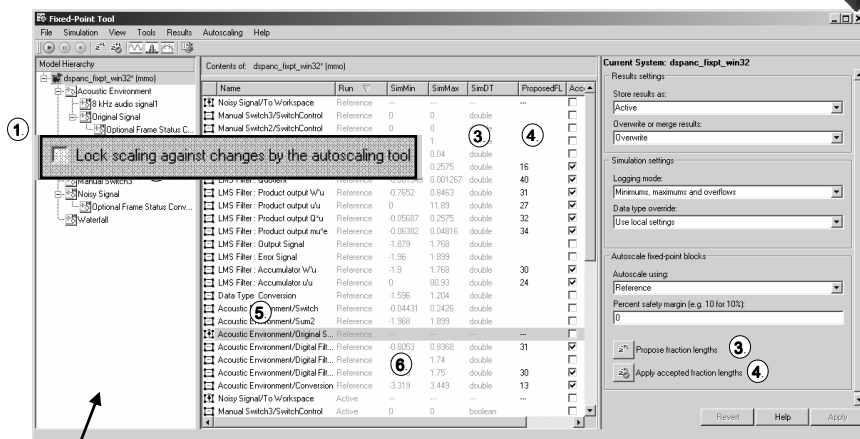 Fixed-Point Tool
File Simulation View Tools Results Autoscaling Help
Model Hierarchy
dspanc_fixpt_win32* (mmo)
Acoustic Environment
8 kHz audio signal1
Original Signal
Optional Frame Status C...
1.
Lock scaling against changes by the autoscaling tool
Manual Switch3
Noisy Signal
Optional Frame Status Conv...
Waterfall
Contents of: dspanc_fixpt_win32* (mmo)
Name Run SimMin SimMax SimDT ProposedFL Acc
Noisy Signal/To Workspace Reference --- --- --- ---
Manual Switch3/SwitchControl Reference 0 0 double
Manual Switch2/SwitchControl Reference 0 0
3. 4.
1 double
0.04 double
0.2575 double 16
LMS Filter : Quotient Reference 0.001267 double 40
LMS Filter : Product output W'u Reference -0.7652 0.8463 double 31
LMS Filter : Product output u'u Reference 0 11.89 double 27
LMS Filter : Product output Q*u Reference -0.05687 0.2575 double 32
LMS Filter : Product output mu*e Reference -0.06382 0.04816 double 34
LMS Filter : Output Signal Reference -1.879 1.768 double
LMS Filter : Error Signal Reference -1.96 1.899 double
LMS Filter : Accumulator W'u Reference -1.9 1.768 double 30
LMS Filter : Accumulator u'u Reference 0 80.93 double 24
Data Type Conversion Reference -1.596 1.204 double
5.
Acoustic Environment/Switch Reference -0.04431 0.2426 double
Acoustic Environment/Sum2 Reference -1.968 1.899 double
Acoustic Environment/Original S... Reference --- --- --- ---
Acoustic Environment/Digital Filt... Reference -0.8053 0.8368 double 31
6.
Acoustic Environment/Digital Filt... Reference 1.74 double
Acoustic Environment/Digital Filt... Reference 1.75 double 30
Acoustic Environment/Conversion Reference -3.319 3.449 double 13
Noisy Signal/To Workspace Active --- --- --- ---
Manual Switch3/SwitchControl Active 0 0 boolean
Current System: dspanc_fixpt_win32
Results settings
Store results as:
Active
Overwrite or merge results:
Overwrite
Simulation settings
Logging mode:
Minimums, maximums and overflows
Data type override:
Use local settings
Autoscale fixed-point blocks
Autoscale using:
Reference
Percent safety margin (e.g. 10 for 10%):
0
Propose fraction lengths 3.
Apply accepted fraction lengths 4.
Revert Help Apply